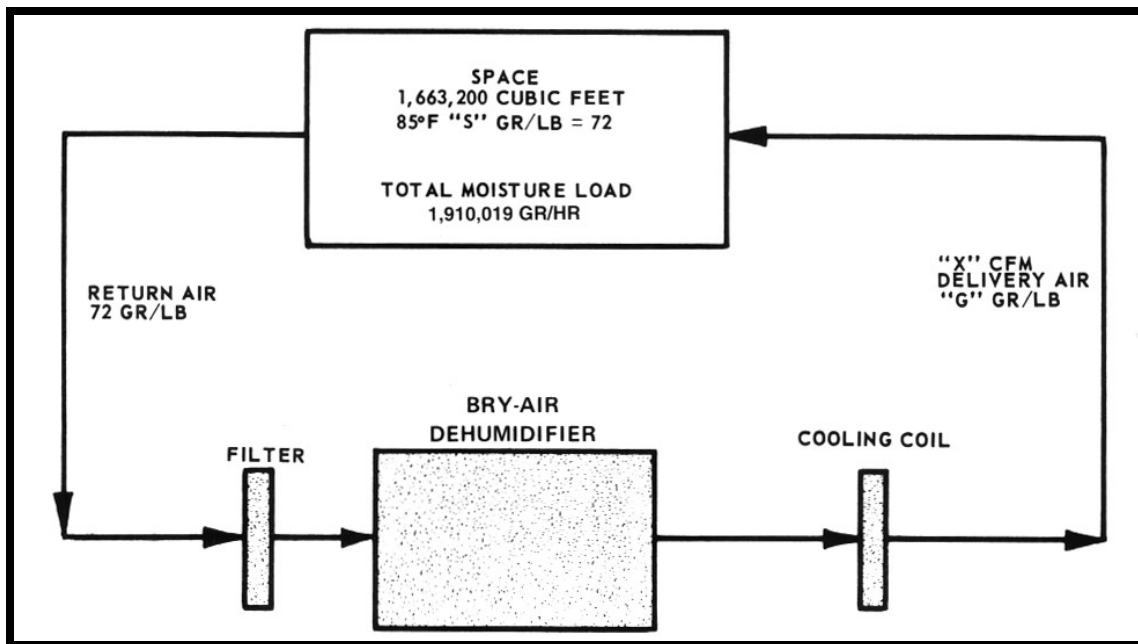 SPACE
1,663,200 CUBIC FEET
85°F "S" GR/LB = 72
TOTAL MOISTURE LOAD
1,910,019 GR/HR
RETURN AIR
72 GR/LB
"X" CFM
DELIVERY AIR
"G" GR/LB
BRY-AIR
DEHUMIDIFIER
FILTER
COOLING COIL